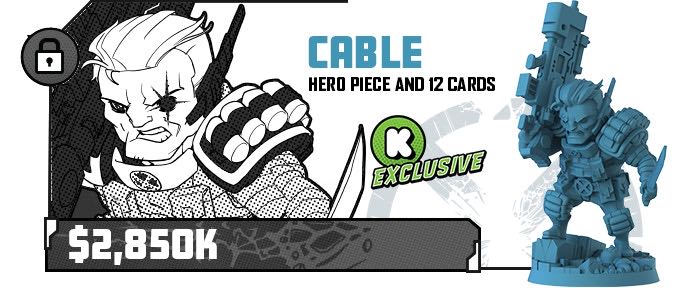 CABLE
HERO PIECE AND 12 CARDS
K
EXCLUSIVE
$2,850K